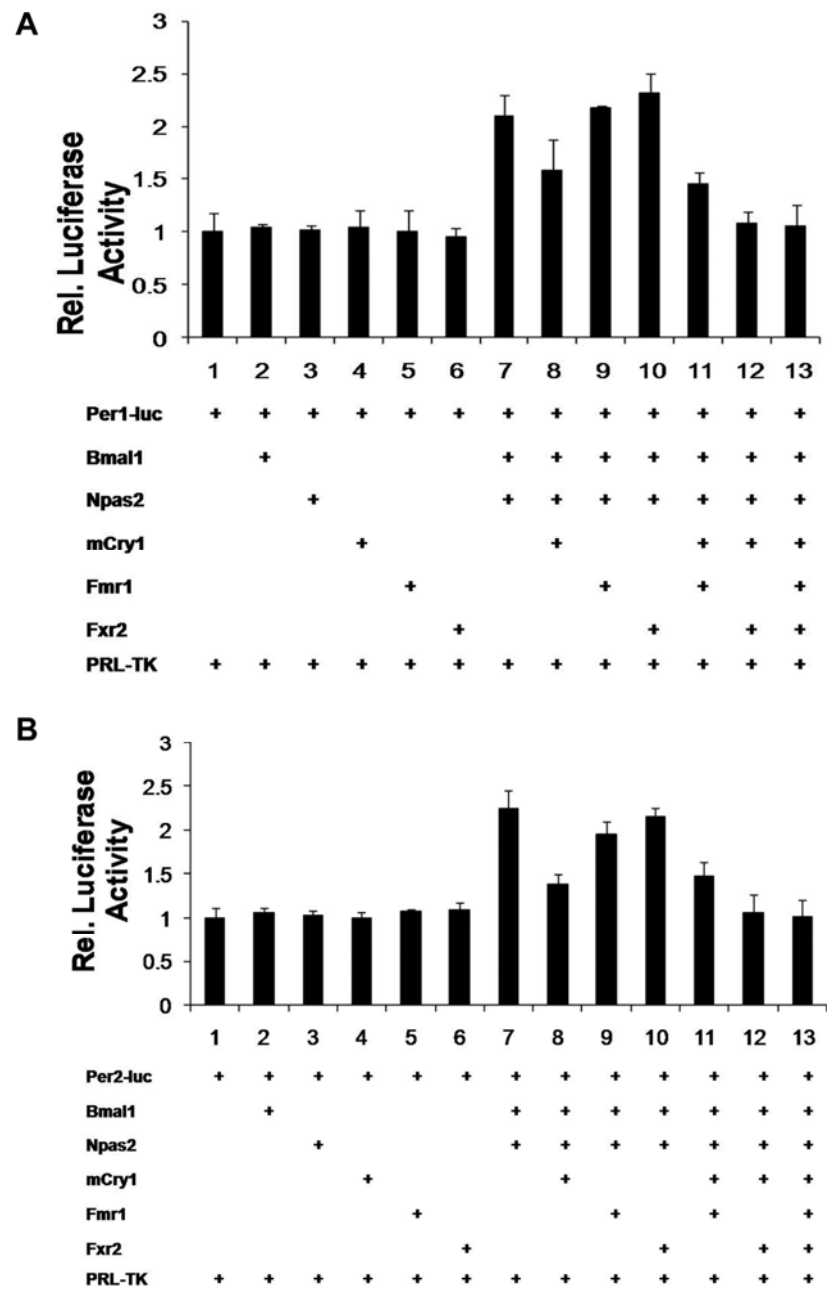 A
Rel. Luciferase
Activity
3
2.5
2
1.5
1
0.5
0
1 2 3 4 5 6 7 8 9 10 11 12 13
Per1-luc + + + + + + + + + + + + +
Bmal1 + + + + + + + +
Npas2 + + + + + + + +
mCry1 + + + + +
Fmr1 + + + +
Fxr2 + + + +
PRL-TK + + + + + + + + + + + + +
B
Rel. Luciferase
Activity
3
2.5
2
1.5
1
0.5
0
1 2 3 4 5 6 7 8 9 10 11 12 13
Per2-luc + + + + + + + + + + + + +
Bmal1 + + + + + + + +
Npas2 + + + + + + + +
mCry1 + + + + +
Fmr1 + + + +
Fxr2 + + + +
PRL-TK + + + + + + + + + + + + +